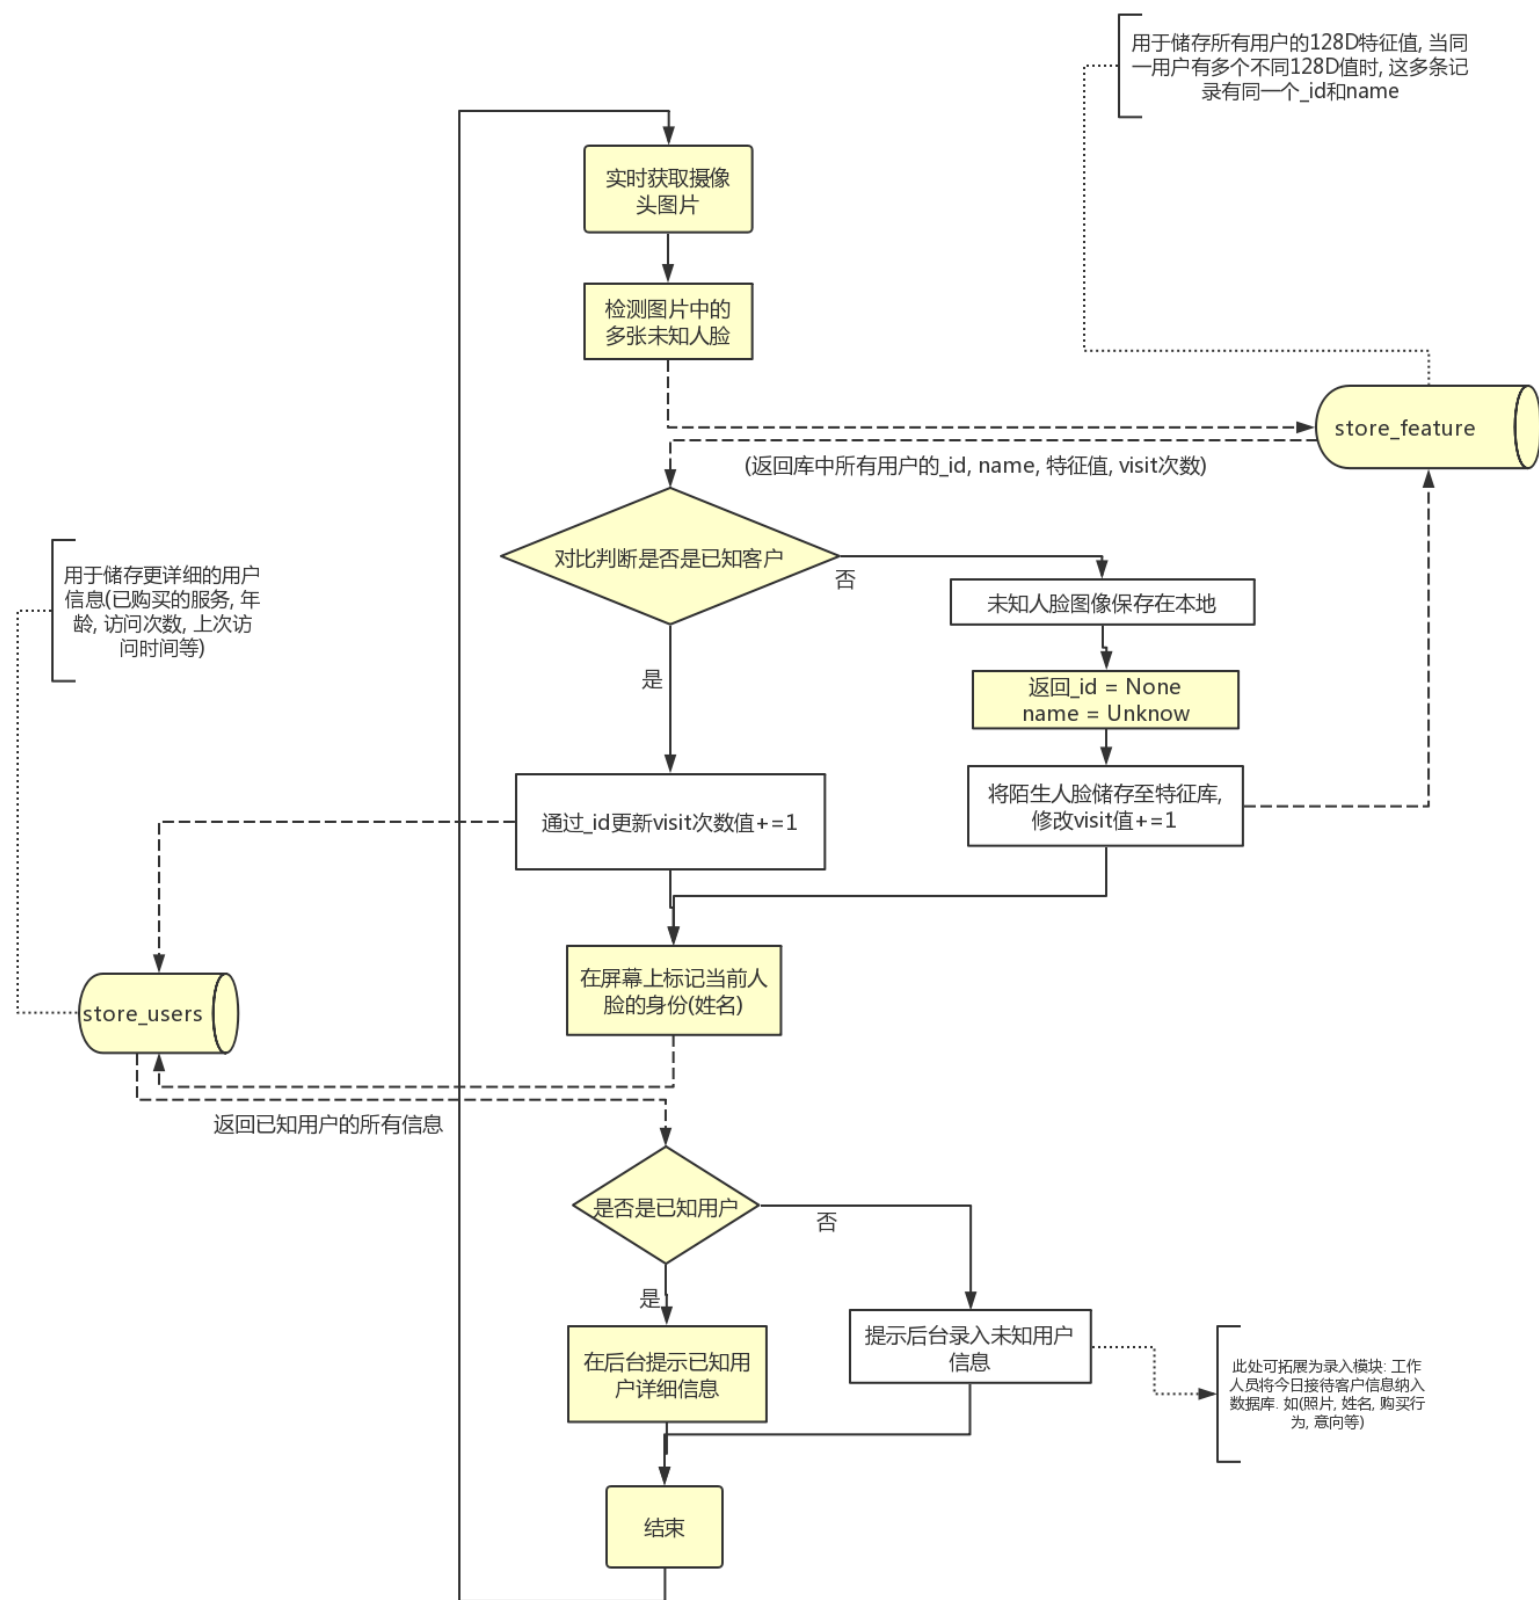 用于储存所有用户的128D特征值, 当同
一用户有多个不同128D值时, 这多条记
录有同一个_id和name
实时获取摄像
头图片
检测图片中的
多张未知人脸
store_feature
(返回库中所有用户的_id, name, 特征值, visit次数)
对比判断是否是已知客户
否
用于储存更详细的用户
信息(已购买的服务, 年
龄, 访问次数, 上次访
问时间等)
未知人脸图像保存在本地
是
返回_id = None
name = Unknow
通过_id更新visit次数值+=1
将陌生人脸储存至特征库,
修改visit值+=1
在屏幕上标记当前人
脸的身份(姓名)
store_users
返回已知用户的所有信息
是否是已知用户
否
是
提示后台录入未知用户
信息
在后台提示已知用
户详细信息
此处可拓展为录入模块: 工作
人员将今日接待客户信息纳入
数据库. 如(照片, 姓名, 购买行
为, 意向等)
结束